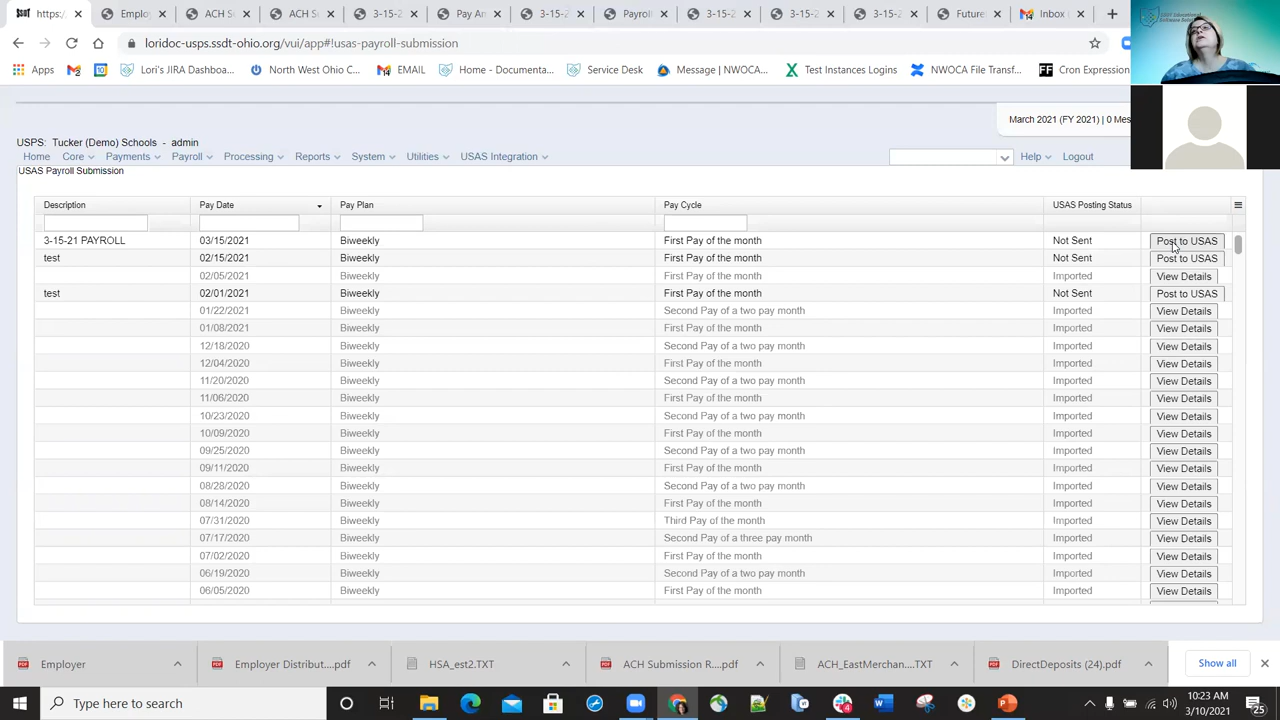 https:/ × Emplo × ACH S × ACH S × 3-15-2 × × 3-15- × Payroll × 3-15-2 × 3-15-2 × 3-15-2 × Future × Inbox ( × +
loridoc-usps.ssdt-ohio.org/vui/app#!usas-payroll-submission
Apps Lori's JIRA Dashboa... North West Ohio C... EMAIL Home - Documenta... Service Desk Message | NWOCA... Test Instances Logins NWOCA File Transf... Cron Expression
March 2021 (FY 2021) | 0 Mes
USPS: Tucker (Demo) Schools - admin
Home Core Payments Payroll Processing Reports System Utilities USAS Integration Help Logout
USAS Payroll Submission
Description Pay Date Pay Plan Pay Cycle USAS Posting Status
3-15-21 PAYROLL 03/15/2021 Biweekly First Pay of the month Not Sent Post to USAS
test 02/15/2021 Biweekly First Pay of the month Not Sent Post to USAS
02/05/2021 Biweekly First Pay of the month Imported View Details
test 02/01/2021 Biweekly First Pay of the month Not Sent Post to USAS
01/22/2021 Biweekly Second Pay of a two pay month Imported View Details
01/08/2021 Biweekly First Pay of the month Imported View Details
12/18/2020 Biweekly Second Pay of a two pay month Imported View Details
12/04/2020 Biweekly First Pay of the month Imported View Details
11/20/2020 Biweekly Second Pay of a two pay month Imported View Details
11/06/2020 Biweekly First Pay of the month Imported View Details
10/23/2020 Biweekly Second Pay of a two pay month Imported View Details
10/09/2020 Biweekly First Pay of the month Imported View Details
09/25/2020 Biweekly Second Pay of a two pay month Imported View Details
09/11/2020 Biweekly First Pay of the month Imported View Details
08/28/2020 Biweekly Second Pay of a two pay month Imported View Details
08/14/2020 Biweekly First Pay of the month Imported View Details
07/31/2020 Biweekly Third Pay of the month Imported View Details
07/17/2020 Biweekly Second Pay of a three pay month Imported View Details
07/02/2020 Biweekly First Pay of the month Imported View Details
06/19/2020 Biweekly Second Pay of a two pay month Imported View Details
06/05/2020 Biweekly First Pay of the month Imported View Details
Employer Employer Distribut....pdf HSA_est2.TXT ACH Submission R....pdf ACH_EastMerchan....TXT DirectDeposits (24).pdf Show all
Type here to search
10:23 AM
3/10/2021
25